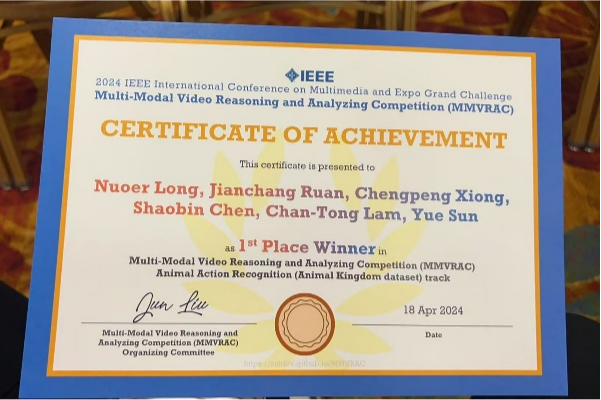 IEEE
2024 IEEE International Conference on Multimedia and Expo Grand Challenge
Multi-Modal Video Reasoning and Analyzing Competition (MMVRAC)
CERTIFICATE OF ACHIEVEMENT
This certificate is presented to
Nuoer Long, Jianchang Ruan, Chengpeng Xiong,
Shaobin Chen, Chan-Tong Lam, Yue Sun
as 1st Place Winner in
Multi-Modal Video Reasoning and Analyzing Competition (MMVRAC)
Animal Action Recognition (Animal Kingdom dataset) track
Jun Liu
18 Apr 2024
Multi-Modal Video Reasoning and
Analyzing Competition (MMVRAC)
Organizing Committee
Date